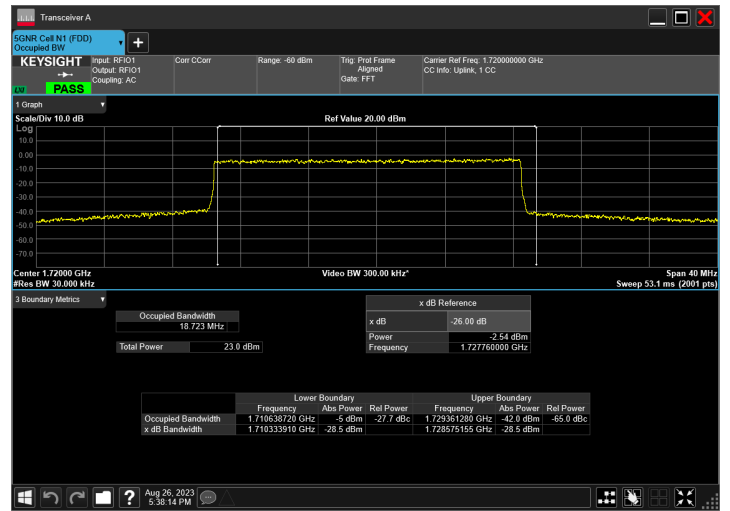 Transceiver A
5GNR Cell N1 (FDD)
Occupied BW
KEYSIGHT
Input: RFIO1
Output: RFIO1
Coupling: AC
Corr CCorr
Range: -60 dBm
Trig: Prot Frame
Aligned
Gate: FFT
Carrier Ref Freq: 1.720000000 GHz
CC Info: Uplink, 1 CC
LXI
PASS
1 Graph
Scale/Div 10.0 dB
Ref Value 20.00 dBm
Log
10.0
0.00
-10.0
-20.0
-30.0
-40.0
-50.0
-60.0
-70.0
Center 1.72000 GHz
Video BW 300.00 kHz*
Span 40 MHz
#Res BW 30.000 kHz
Sweep 53.1 ms (2001 pts)
3 Boundary Metrics
Occupied Bandwidth
18.723 MHz
Total Power 23.0 dBm
x dB Reference
x dB -26.00 dB
Power -2.54 dBm
Frequency 1.727760000 GHz
Lower Boundary Upper Boundary
Frequency Abs Power Rel Power Frequency Abs Power Rel Power
Occupied Bandwidth 1.710638720 GHz -5 dBm -27.7 dBc 1.729361280 GHz -42.0 dBm -65.0 dBc
x dB Bandwidth 1.710333910 GHz -28.5 dBm 1.728575155 GHz -28.5 dBm
?
Aug 26, 2023
5:38:14 PM